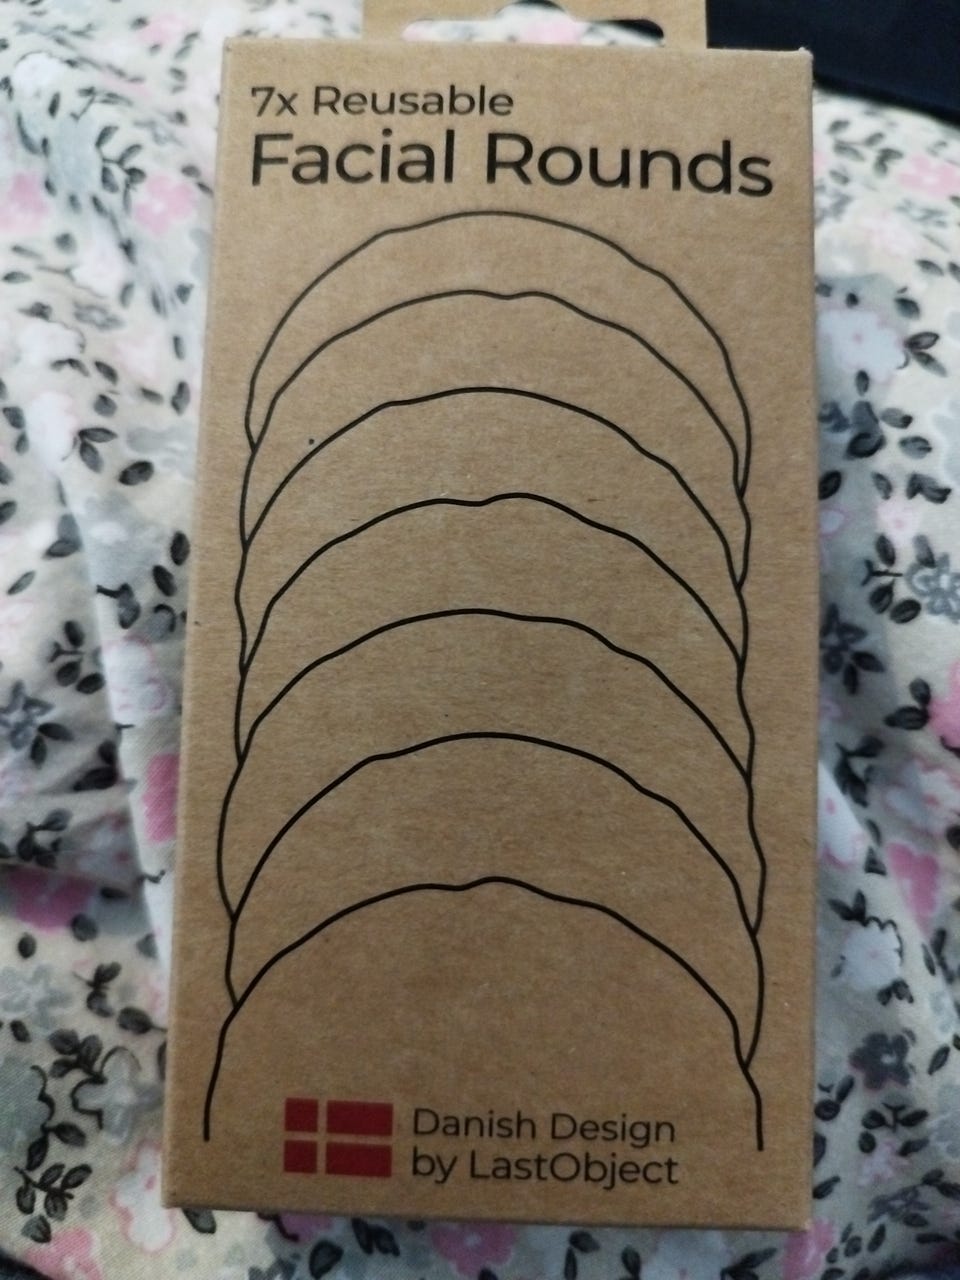 7x Reusable
Facial Rounds
Danish Design
by LastObject